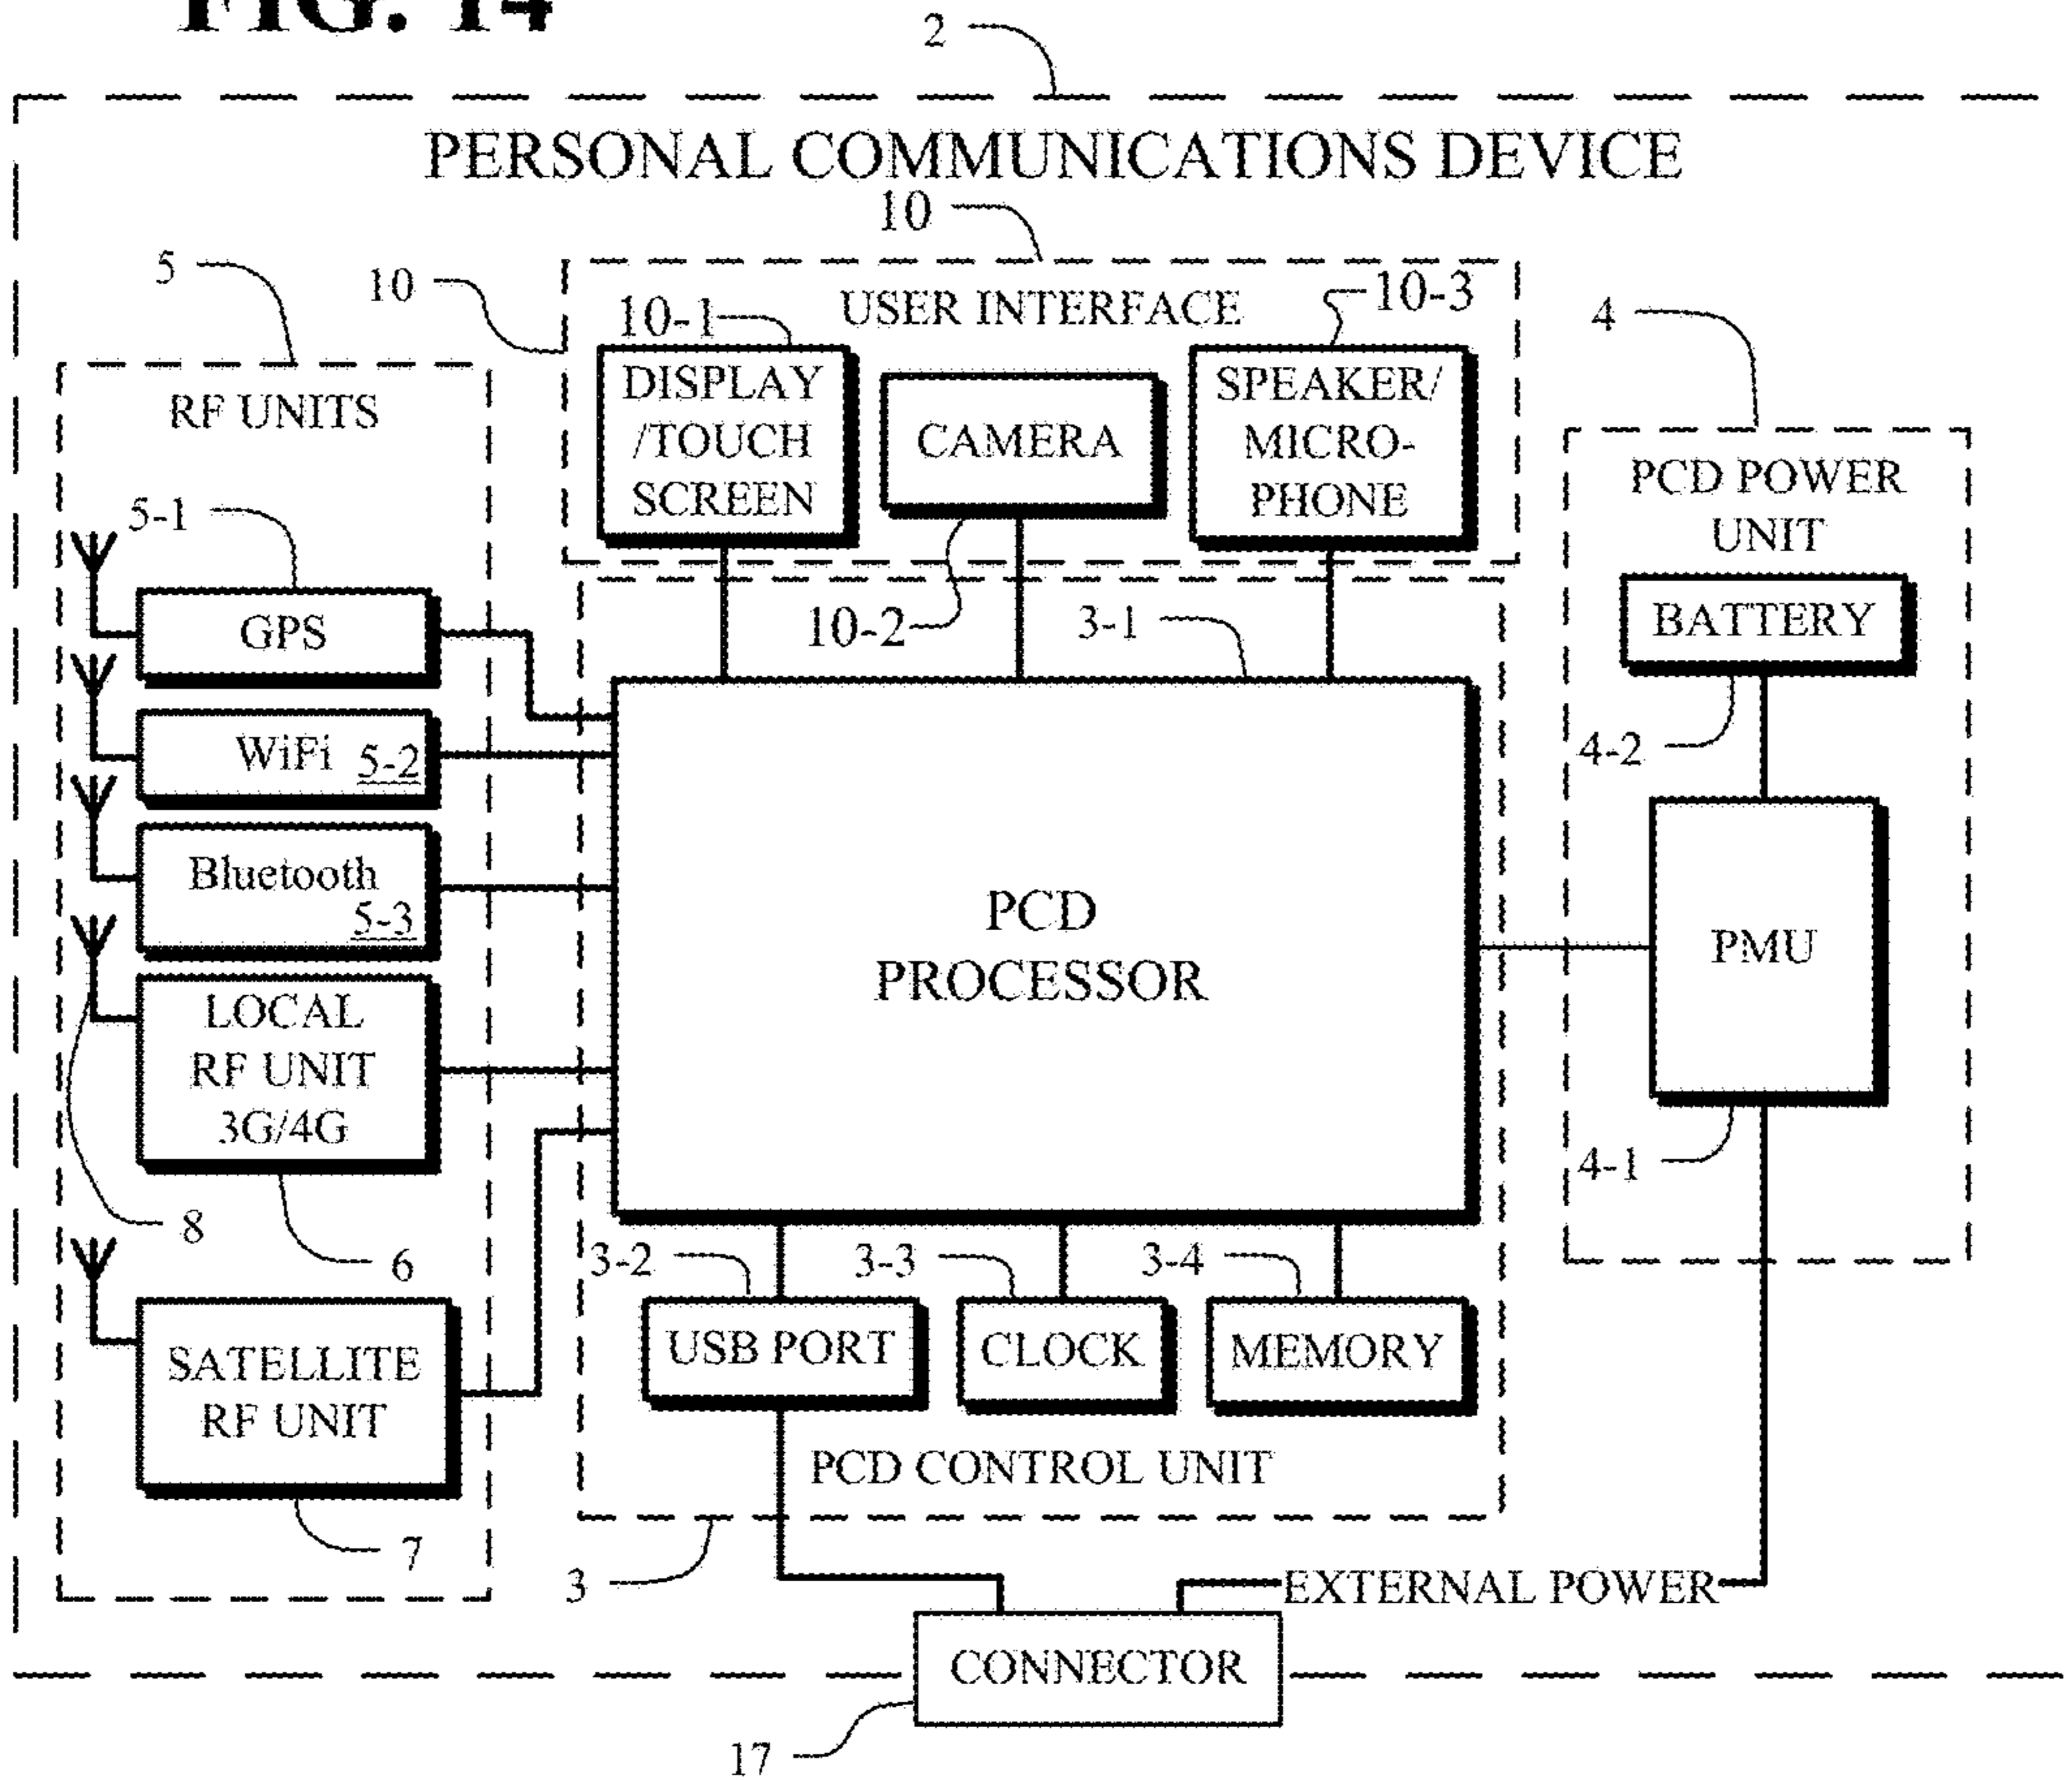 FIG. 14
2
PERSONAL COMMUNICATIONS DEVICE
10
5
10
USER INTERFACE
10-1
10-3
4
RF UNITS
DISPLAY
/TOUCH
SCREEN
CAMERA
SPEAKER/
MICRO-
PHONE
PCD POWER
UNIT
5-1
GPS
10-2
3-1
BATTERY
WiFi 5-2
4-2
Bluetooth
5-3
PCD
PROCESSOR
PMU
LOCAL
RF UNIT
3G/4G
4-1
8
6
3-2
3-3
3-4
USB PORT
CLOCK
MEMORY
SATELLITE
RF UNIT
PCD CONTROL UNIT
7
3
EXTERNAL POWER
CONNECTOR
17